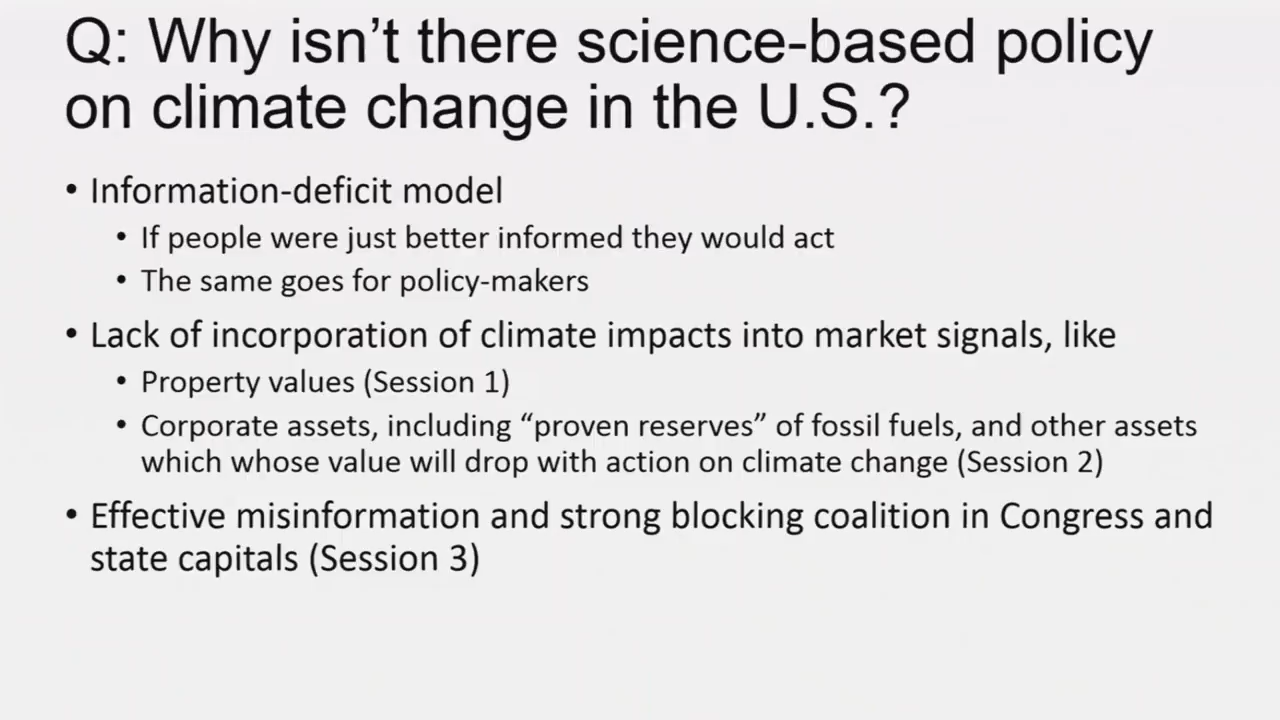 Q: Why isn’t there science-based policy
on climate change in the U.S.?
• Information-deficit model
• If people were just better informed they would act
• The same goes for policy-makers
• Lack of incorporation of climate impacts into market signals, like
• Property values (Session 1)
• Corporate assets, including “proven reserves” of fossil fuels, and other assets
which whose value will drop with action on climate change (Session 2)
• Effective misinformation and strong blocking coalition in Congress and
state capitals (Session 3)